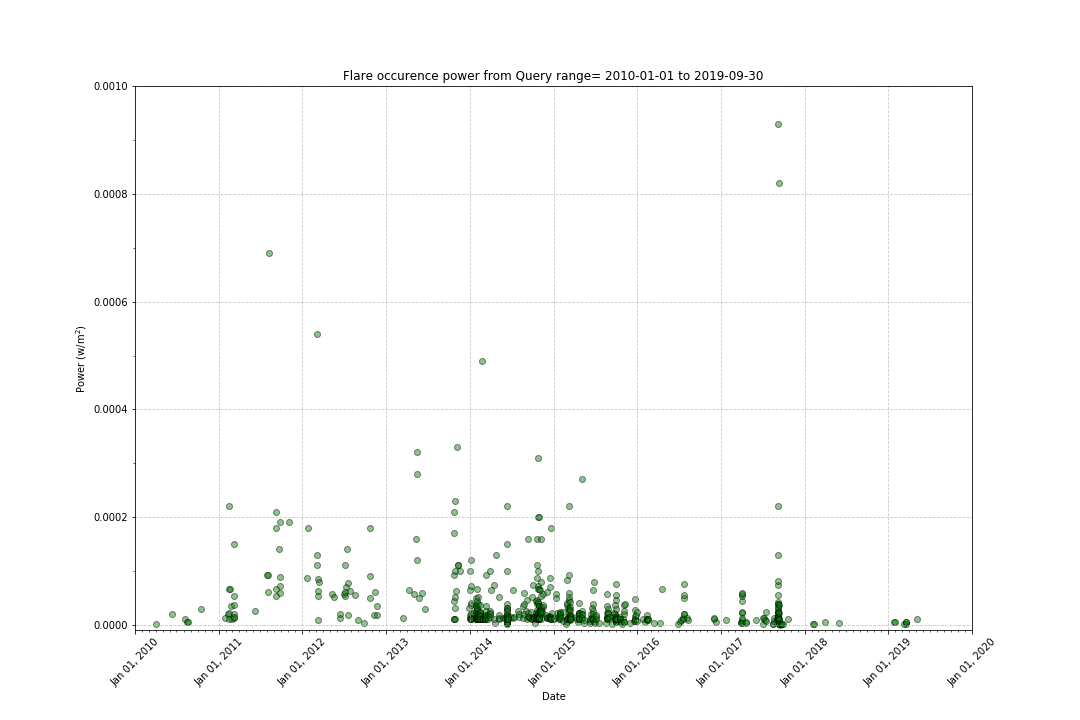 Flare occurence power from Query range= 2010-01-01 to 2019-09-30
0.0010
0.0008
0.0006
0.0004
0.0002
0.0000
Power (w/m²)
Jan 01, 2010
Jan 01, 2011
Jan 01, 2012
Jan 01, 2013
Jan 01, 2014
Jan 01, 2015
Jan 01, 2016
Jan 01, 2017
Jan 01, 2018
Jan 01, 2019
Jan 01, 2020
Date